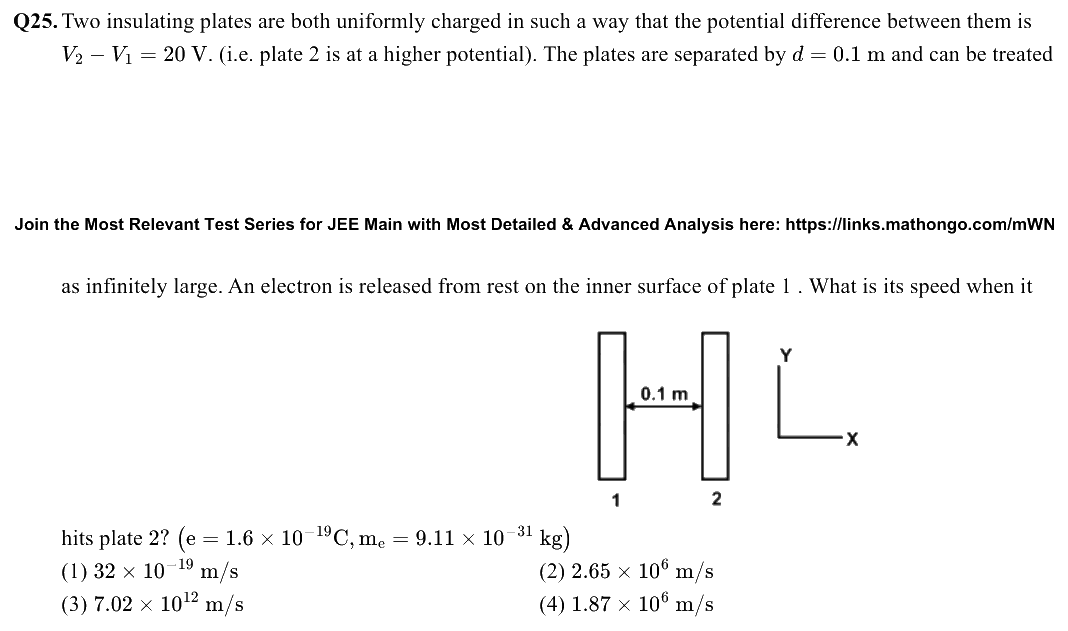 Q25. Two insulating plates are both uniformly charged in such a way that the potential difference between them is
V₂ − V₁ = 20 V. (i.e. plate 2 is at a higher potential). The plates are separated by d = 0.1 m and can be treated
Join the Most Relevant Test Series for JEE Main with Most Detailed & Advanced Analysis here: https://links.mathongo.com/mWN
as infinitely large. An electron is released from rest on the inner surface of plate 1 . What is its speed when it
Y
0.1 m
X
1 2
hits plate 2? (e = 1.6 × 10⁻¹⁹C, mₑ = 9.11 × 10⁻³¹ kg)
(1) 32 × 10⁻¹⁹ m/s (2) 2.65 × 10⁶ m/s
(3) 7.02 × 10¹² m/s (4) 1.87 × 10⁶ m/s